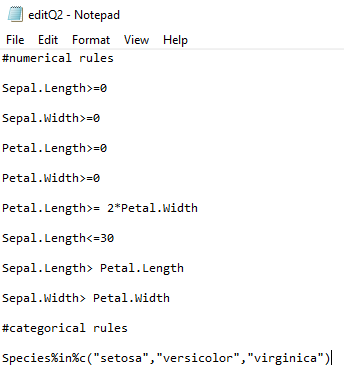 editQ2 - Notepad
File Edit Format View Help
#numerical rules
Sepal.Length>=0
Sepal.Width>=0
Petal.Length>=0
Petal.Width>=0
Petal.Length>= 2*Petal.Width
Sepal.Length<=30
Sepal.Length> Petal.Length
Sepal.Width> Petal.Width
#categorical rules
Species%in%c("setosa","versicolor","virginica")